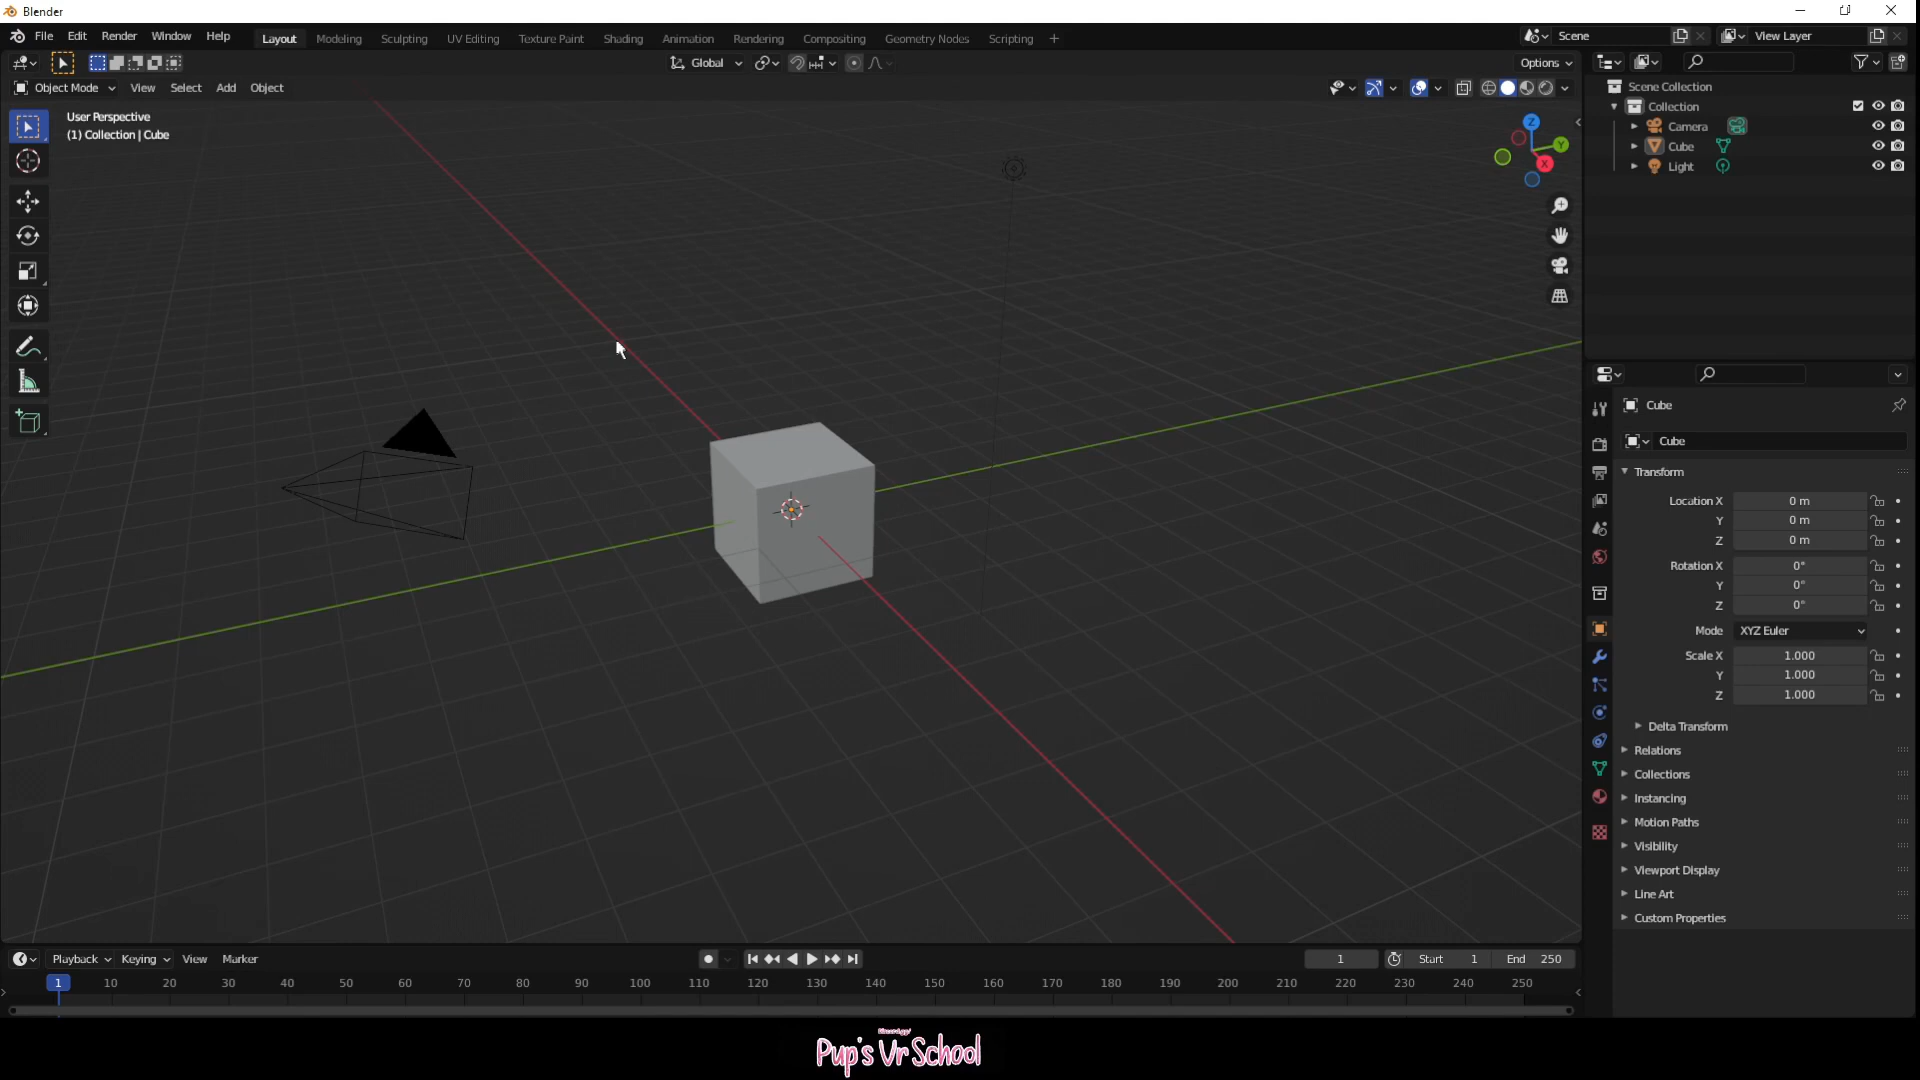 Blender
File Edit Render Window Help Layout Modeling Sculpting UV Editing Texture Paint Shading Animation Rendering Compositing Geometry Nodes Scripting + Scene View Layer
Global Options
Object Mode View Select Add Object
User Perspective
(1) Collection | Cube
Z
Y
X
Scene Collection
Collection
Camera
Cube
Light
Cube
Cube
Transform
Location X 0 m
Y 0 m
Z 0 m
Rotation X 0°
Y 0°
Z 0°
Mode XYZ Euler
Scale X 1.000
Y 1.000
Z 1.000
Delta Transform
Relations
Collections
Instancing
Motion Paths
Visibility
Viewport Display
Line Art
Custom Properties
Playback Keying View Marker 1 Start 1 End 250
1 10 20 30 40 50 60 70 80 90 100 110 120 130 140 150 160 170 180 190 200 210 220 230 240 250
Discord.gg/
Pup's Vr School